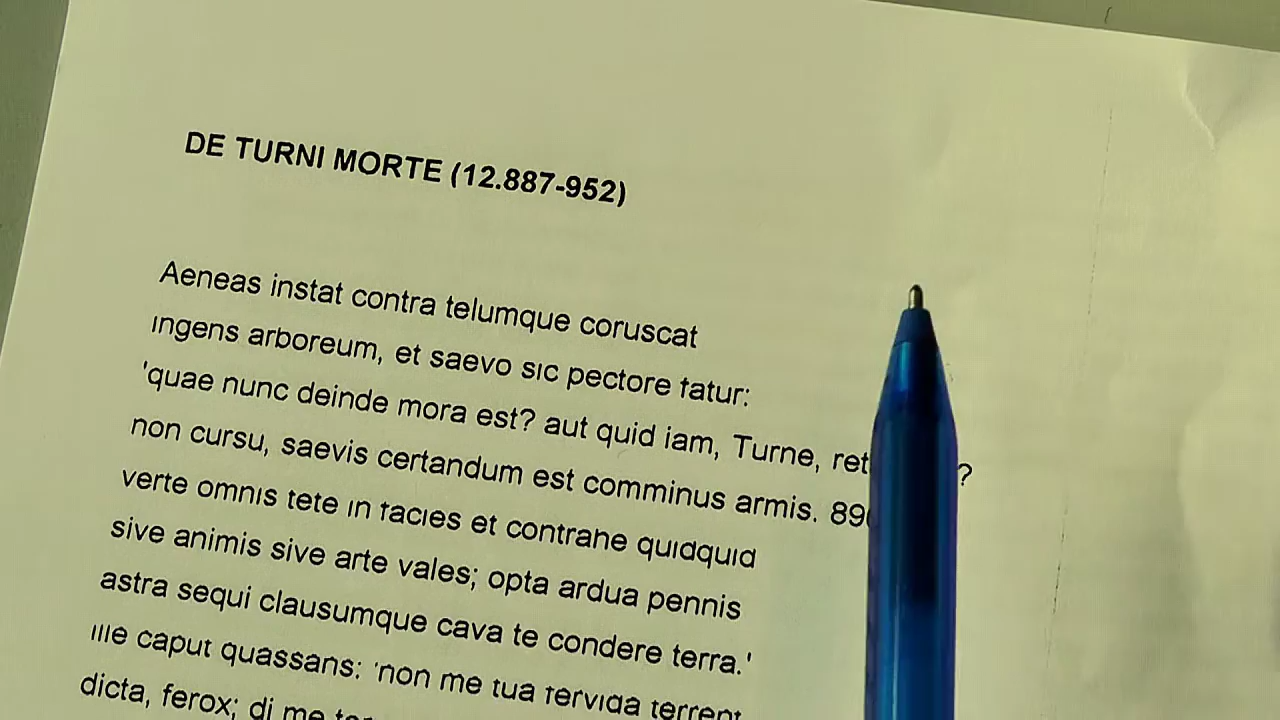 DE TURNI MORTE (12.887-952)
Aeneas instat contra telumque coruscat
ingens arboreum, et saevo sic pectore fatur:
'quae nunc deinde mora est? aut quid iam, Turne, ?
non cursu, saevis certandum est comminus armis.
verte omnis tete in facies et contrahe quidquid
sive animis sive arte vales; opta ardua pennis
astra sequi clausumque cava te condere terra.'
ille caput quassans: 'non me tua fervida terrent
dicta, ferox; di me